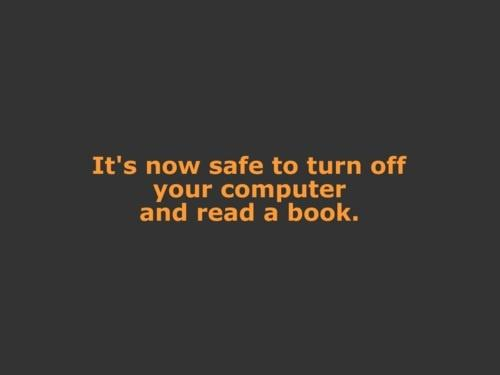 It's now safe to turn off
your computer
and read a book.